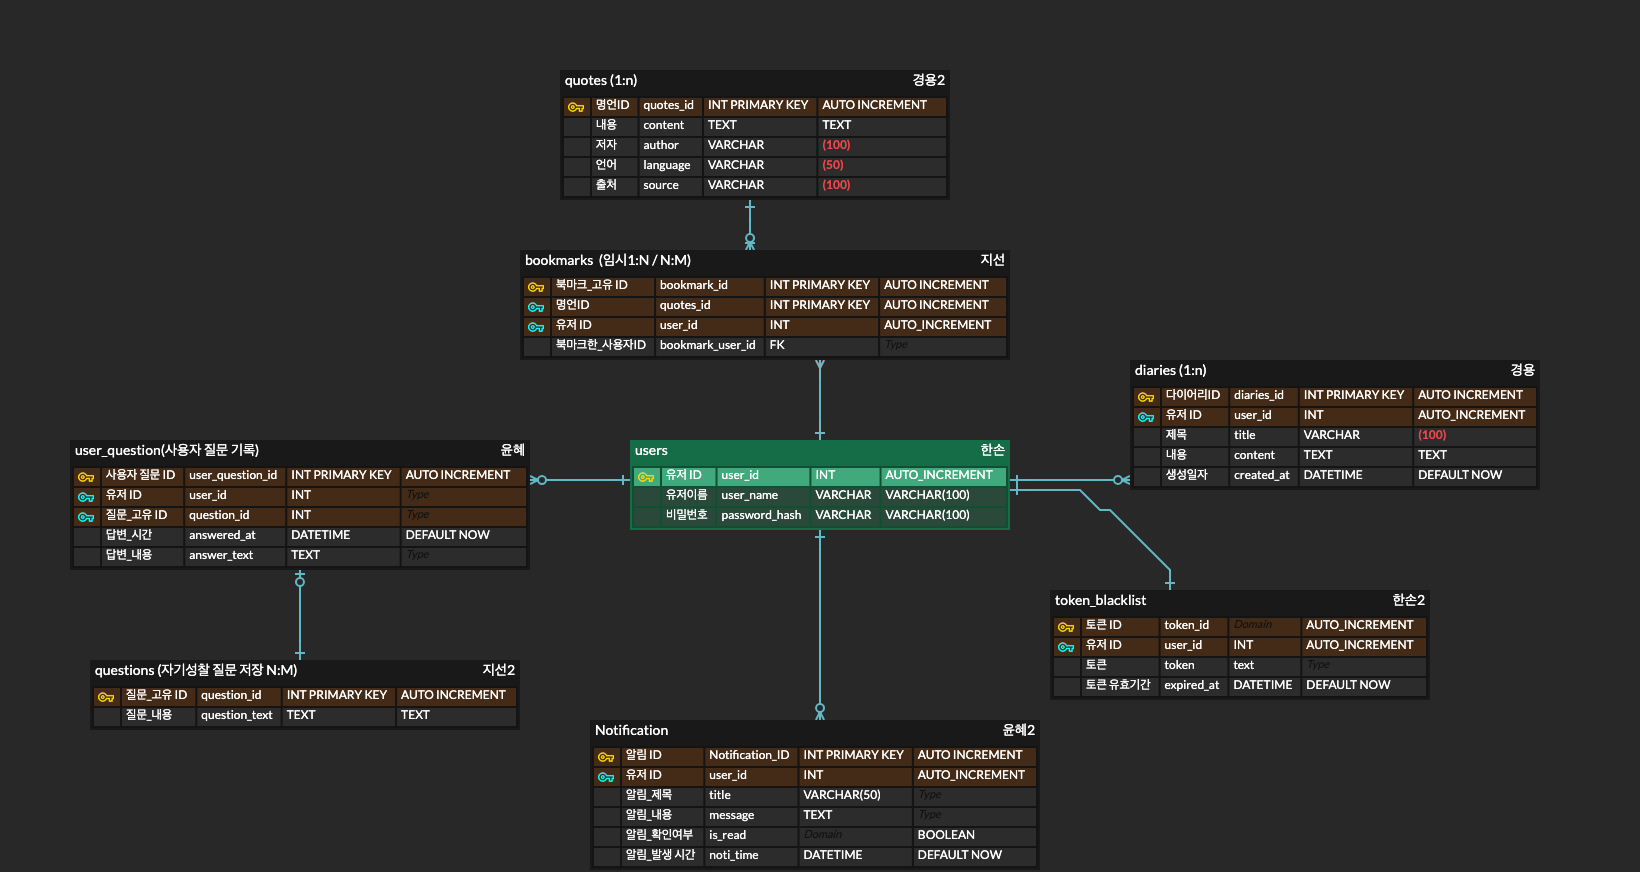 quotes (1:n) 경용2
명언ID quotes_id INT PRIMARY KEY AUTO INCREMENT
내용 content TEXT TEXT
저자 author VARCHAR (100)
언어 language VARCHAR (50)
출처 source VARCHAR (100)
bookmarks (임시1:N / N:M) 지선
북마크_고유 ID bookmark_id INT PRIMARY KEY AUTO INCREMENT
명언ID quotes_id INT PRIMARY KEY AUTO INCREMENT
유저 ID user_id INT AUTO_INCREMENT
북마크한_사용자ID bookmark_user_id FK Type
diaries (1:n) 경용
다이어리ID diaries_id INT PRIMARY KEY AUTO INCREMENT
유저 ID user_id INT AUTO_INCREMENT
제목 title VARCHAR (100)
내용 content TEXT TEXT
생성일자 created_at DATETIME DEFAULT NOW
user_question(사용자 질문 기록) 윤혜
사용자 질문 ID user_question_id INT PRIMARY KEY AUTO INCREMENT
유저 ID user_id INT Type
질문_고유 ID question_id INT Type
답변_시간 answered_at DATETIME DEFAULT NOW
답변_내용 answer_text TEXT Type
users 한손
유저 ID user_id INT AUTO_INCREMENT
유저이름 user_name VARCHAR VARCHAR(100)
비밀번호 password_hash VARCHAR VARCHAR(100)
token_blacklist 한손2
토큰 ID token_id Domain AUTO_INCREMENT
유저 ID user_id INT AUTO_INCREMENT
토큰 token text Type
토큰 유효기간 expired_at DATETIME DEFAULT NOW
questions (자기성찰 질문 저장 N:M) 지선2
질문_고유 ID question_id INT PRIMARY KEY AUTO INCREMENT
질문_내용 question_text TEXT TEXT
Notification 윤혜2
알림 ID Notification_ID INT PRIMARY KEY AUTO INCREMENT
유저 ID user_id INT AUTO_INCREMENT
알림_제목 title VARCHAR(50) Type
알림_내용 message TEXT Type
알림_확인여부 is_read Domain BOOLEAN
알림_발생 시간 noti_time DATETIME DEFAULT NOW